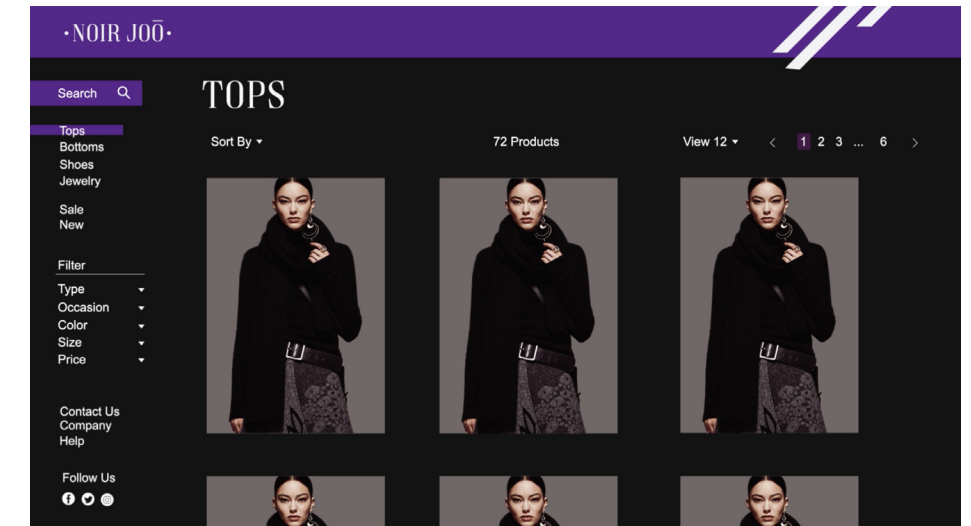 ·NOIR JOŌ·
Search
Tops
Bottoms
Shoes
Jewelry
Sale
New
Filter
Type
Occasion
Color
Size
Price
Contact Us
Company
Help
Follow Us
TOPS
Sort By
72 Products
View 12
< 1 2 3 ... 6 >